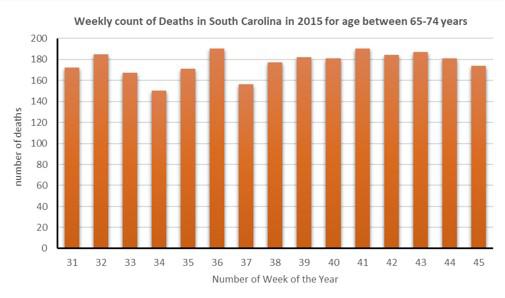 Weekly count of Deaths in South Carolina in 2015 for age between 65-74 years
number of deaths
200
180
160
140
120
100
80
60
40
20
0
31 32 33 34 35 36 37 38 39 40 41 42 43 44 45
Number of Week of the Year